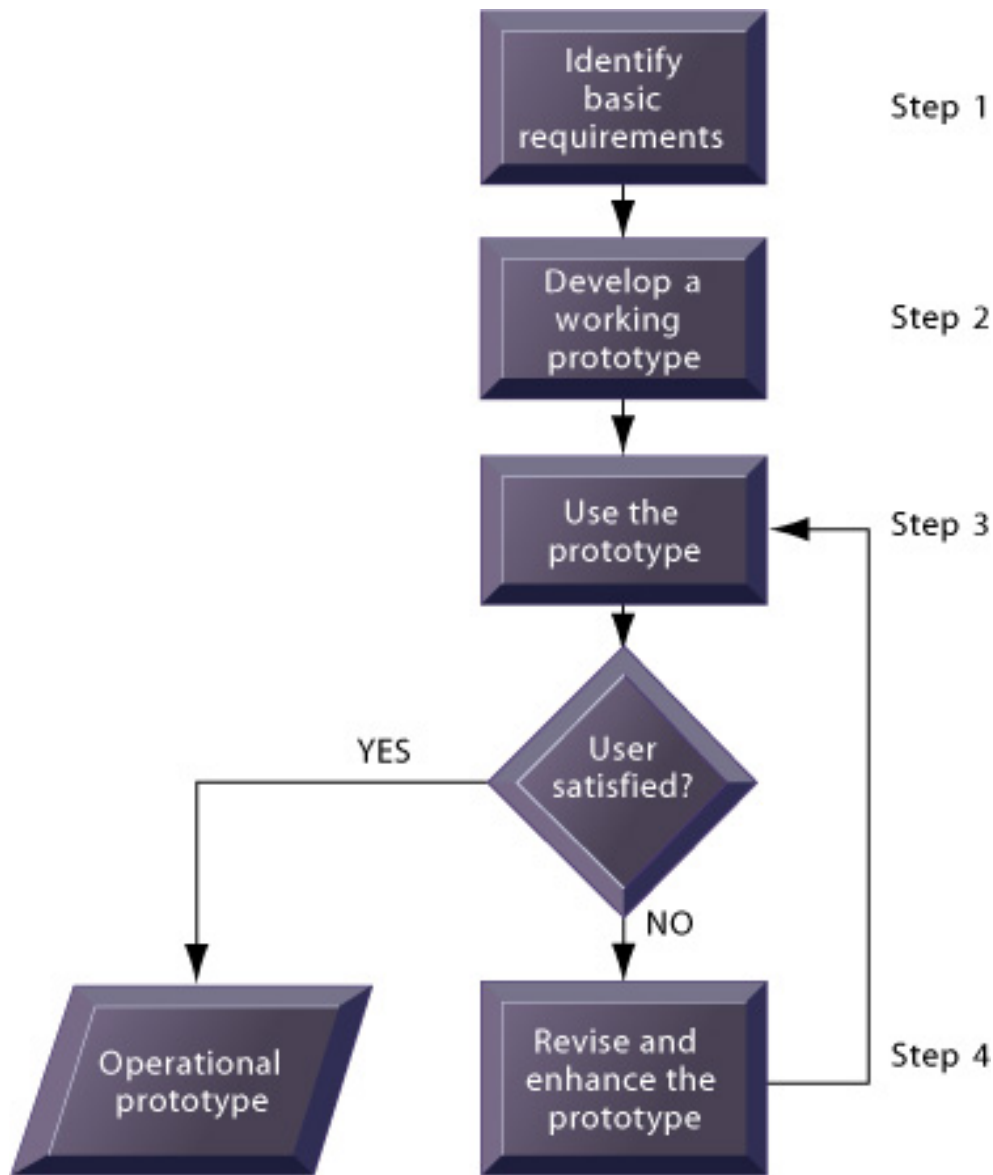 Identify
basic
requirements
Step 1
Develop a
working
prototype
Step 2
Use the
prototype
Step 3
User
satisfied?
YES
NO
Operational
prototype
Revise and
enhance the
prototype
Step 4